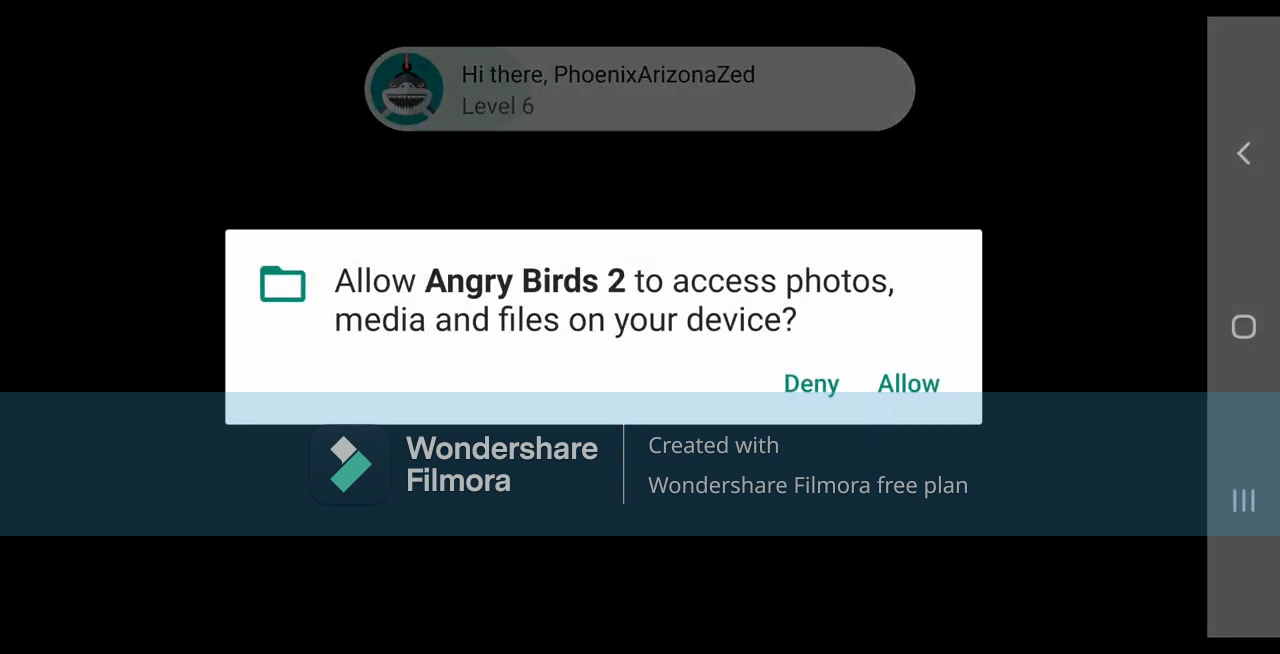 Hi there, PhoenixArizonaZed
Level 6
Allow Angry Birds 2 to access photos,
media and files on your device?
Deny Allow
Wondershare
Filmora
Created with
Wondershare Filmora free plan